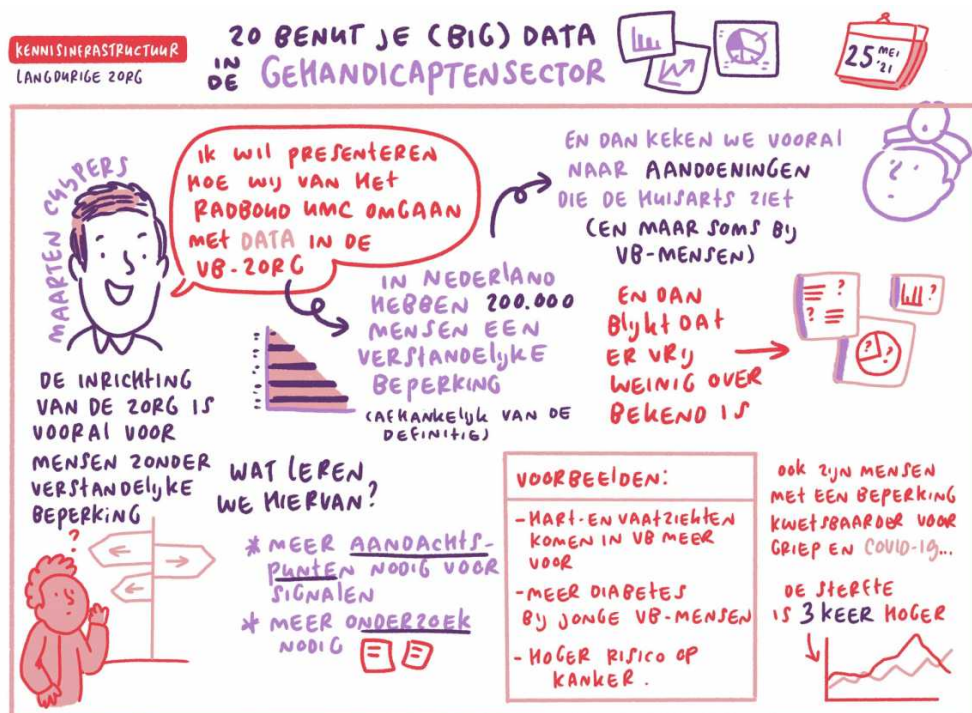 KENNISINFRASTRUCTUUR
LANGDURIGE ZORG
ZO BENUT JE (BIG) DATA
IN DE GEHANDICAPTENSECTOR
25 MEI '21
MAARTEN CUYPERS
IK WIL PRESENTEREN
HOE WIJ VAN HET
RADBOUD UMC OMGAAN
MET DATA IN DE
VB-ZORG
IN NEDERLAND
HEBBEN 200.000
MENSEN EEN
VERSTANDELIJKE
BEPERKING
(AFHANKELIJK VAN DE
DEFINITIE)
EN DAN KEKEN WE VOORAL
NAAR AANDOENINGEN
DIE DE HUISARTS ZIET
(EN MAAR SOMS BIJ
VB-MENSEN)
EN DAN
BLIJKT DAT
ER VRIJ
WEINIG OVER
BEKEND IS
?
?
?
? ?
?
DE INRICHTING
VAN DE ZORG IS
VOORAL VOOR
MENSEN ZONDER
VERSTANDELIJKE
BEPERKING
?
WAT LEREN
WE HIERVAN?
* MEER AANDACHTS-
PUNTEN NODIG VOOR
SIGNALEN
* MEER ONDERZOEK
NODIG
VOORBEELDEN:
- HART- EN VAATZIEKTEN
KOMEN IN VB MEER
VOOR
- MEER DIABETES
BIJ JONGE VB-MENSEN
- HOGER RISICO OP
KANKER.
OOK ZIJN MENSEN
MET EEN BEPERKING
KWETSBAARDER VOOR
GRIEP EN COVID-19...
DE STERFTE
IS 3 KEER HOGER